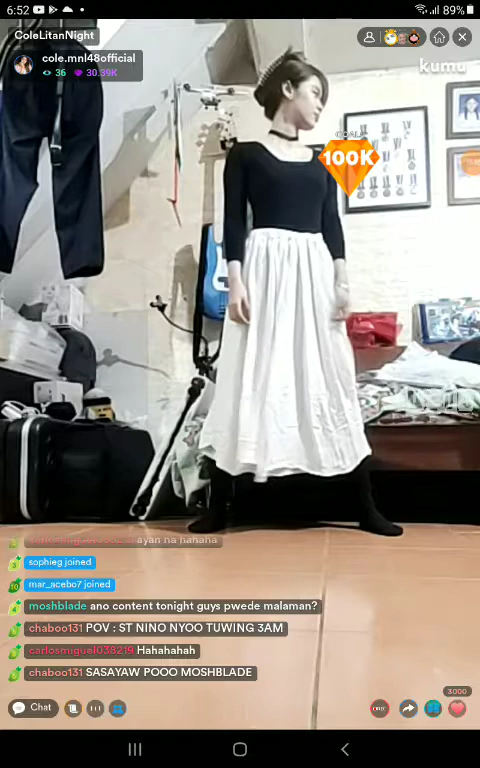 6:52
89%
ColeLitanNight
cole.mnl48official
36 30.39K
kumu
GOAL
100K
ayan na hahaha
sophieg joined
mar_acebo7 joined
moshblade ano content tonight guys pwede malaman?
chaboo131 POV : ST NINO NYOO TUWING 3AM
carlosmiguel038219 Hahahahah
chaboo131 SASAYAW POOO MOSHBLADE
3000
Chat